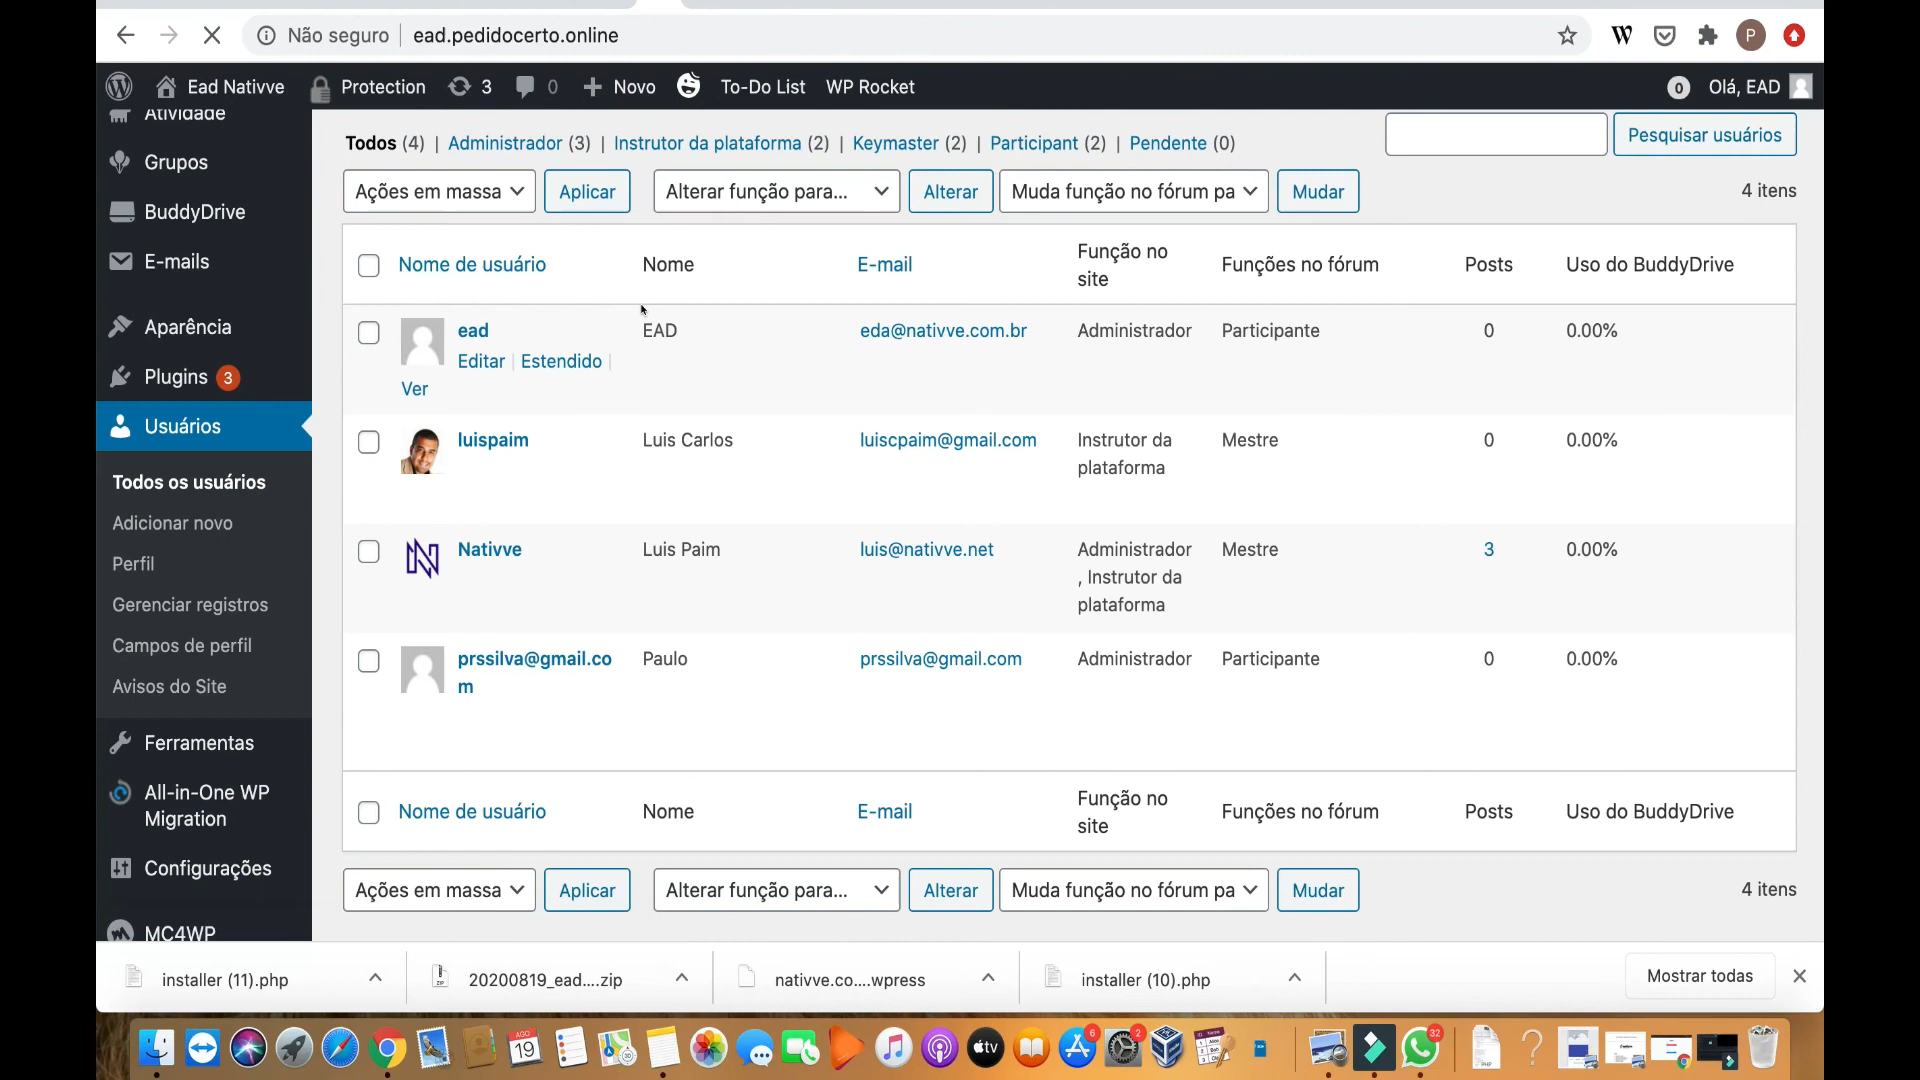 Não seguro ead.pedidocerto.online W P
Ead Nativve Protection 3 0 Novo To-Do List WP Rocket 0 Olá, EAD
Atividade
Grupos
BuddyDrive
E-mails
Aparência
Plugins 3
Usuários
Todos os usuários
Adicionar novo
Perfil
Gerenciar registros
Campos de perfil
Avisos do Site
Ferramentas
All-in-One WP
Migration
Configurações
MC4WP
Todos (4) | Administrador (3) | Instrutor da plataforma (2) | Keymaster (2) | Participant (2) | Pendente (0)
Pesquisar usuários
Ações em massa Aplicar Alterar função para... Alterar Muda função no fórum pa Mudar 4 itens
Nome de usuário Nome E-mail Função no
site Funções no fórum Posts Uso do BuddyDrive
ead EAD eda@nativve.com.br Administrador Participante 0 0.00%
Editar | Estendido |
Ver
luispaim Luis Carlos luiscpaim@gmail.com Instrutor da
plataforma Mestre 0 0.00%
Nativve Luis Paim luis@nativve.net Administrador
, Instrutor da
plataforma Mestre 3 0.00%
prssilva@gmail.co
m Paulo prssilva@gmail.com Administrador Participante 0 0.00%
Nome de usuário Nome E-mail Função no
site Funções no fórum Posts Uso do BuddyDrive
Ações em massa Aplicar Alterar função para... Alterar Muda função no fórum pa Mudar 4 itens
installer (11).php 20200819_ead....zip nativve.co....wpress installer (10).php Mostrar todas
AGO
19 tv 6 2 32